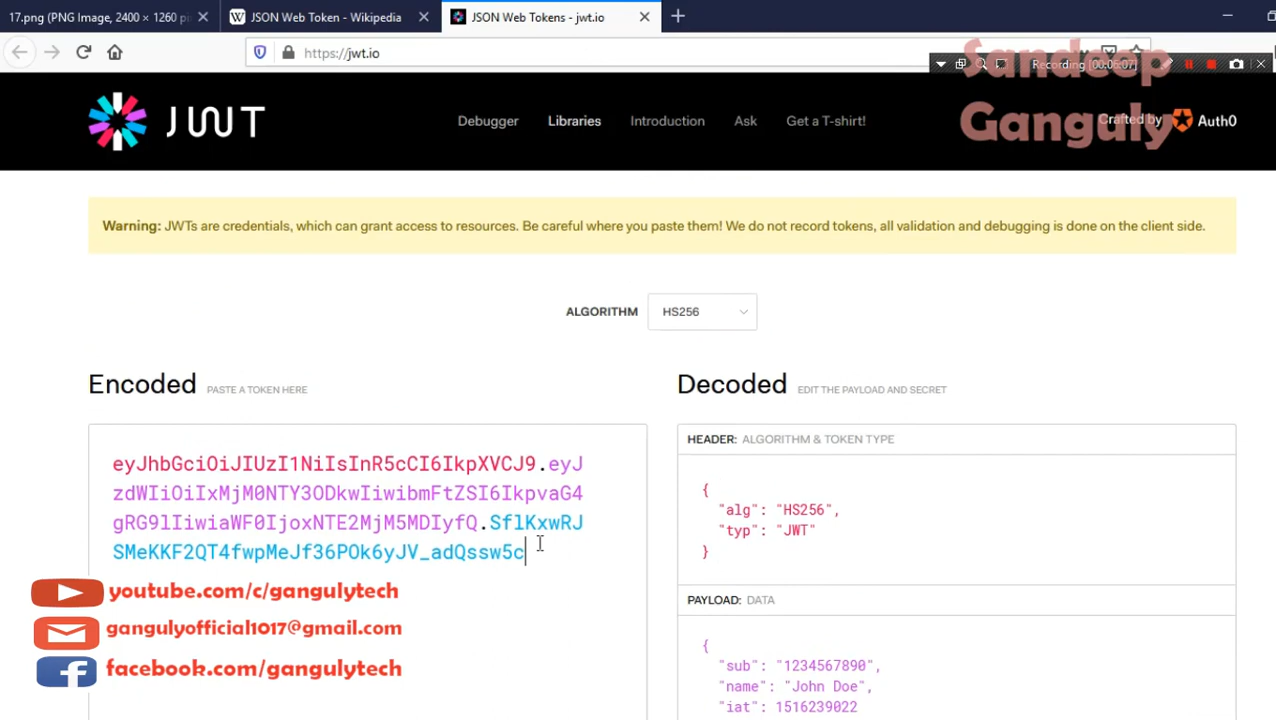 17.png (PNG Image, 2400 × 1260 pi
JSON Web Token - Wikipedia
JSON Web Tokens - jwt.io
https://jwt.io
Recording [00:06:07]
Sandeep
Ganguly
JWT
Debugger
Libraries
Introduction
Ask
Get a T-shirt!
Crafted by
Auth0
Warning: JWTs are credentials, which can grant access to resources. Be careful where you paste them! We do not record tokens, all validation and debugging is done on the client side.
ALGORITHM
HS256
Encoded
PASTE A TOKEN HERE
eyJhbGciOiJIUzI1NiIsInR5cCI6IkpXVCJ9.eyJ
zdWIiOiIxMjM0NTY3ODkwIiwibmFtZSI6IkpvaG4
gRG9lIiwiaWF0IjoxNTE2MjM5MDIyfQ.SflKxwRJ
SMeKKF2QT4fwpMeJf36POk6yJV_adQssw5c
youtube.com/c/gangulytech
gangulyofficial1017@gmail.com
facebook.com/gangulytech
Decoded
EDIT THE PAYLOAD AND SECRET
HEADER: ALGORITHM & TOKEN TYPE
{
"alg": "HS256",
"typ": "JWT"
}
PAYLOAD: DATA
{
"sub": "1234567890",
"name": "John Doe",
"iat": 1516239022